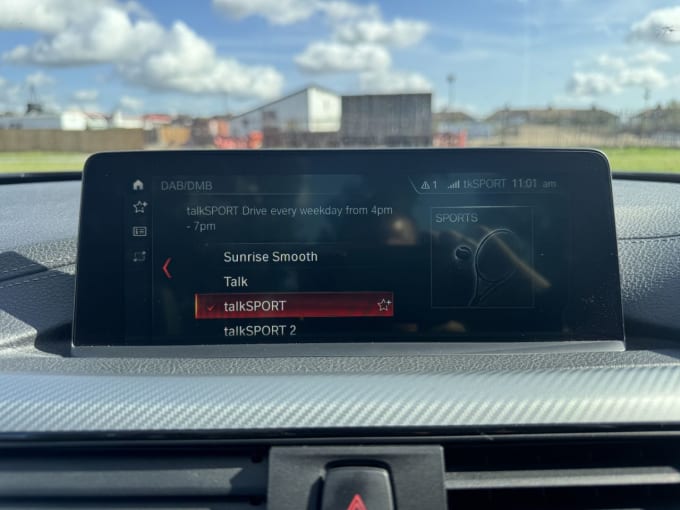 DAB/DMB
1 tkSPORT 11:01 am
talkSPORT Drive every weekday from 4pm
- 7pm
SPORTS
Sunrise Smooth
Talk
talkSPORT
talkSPORT 2